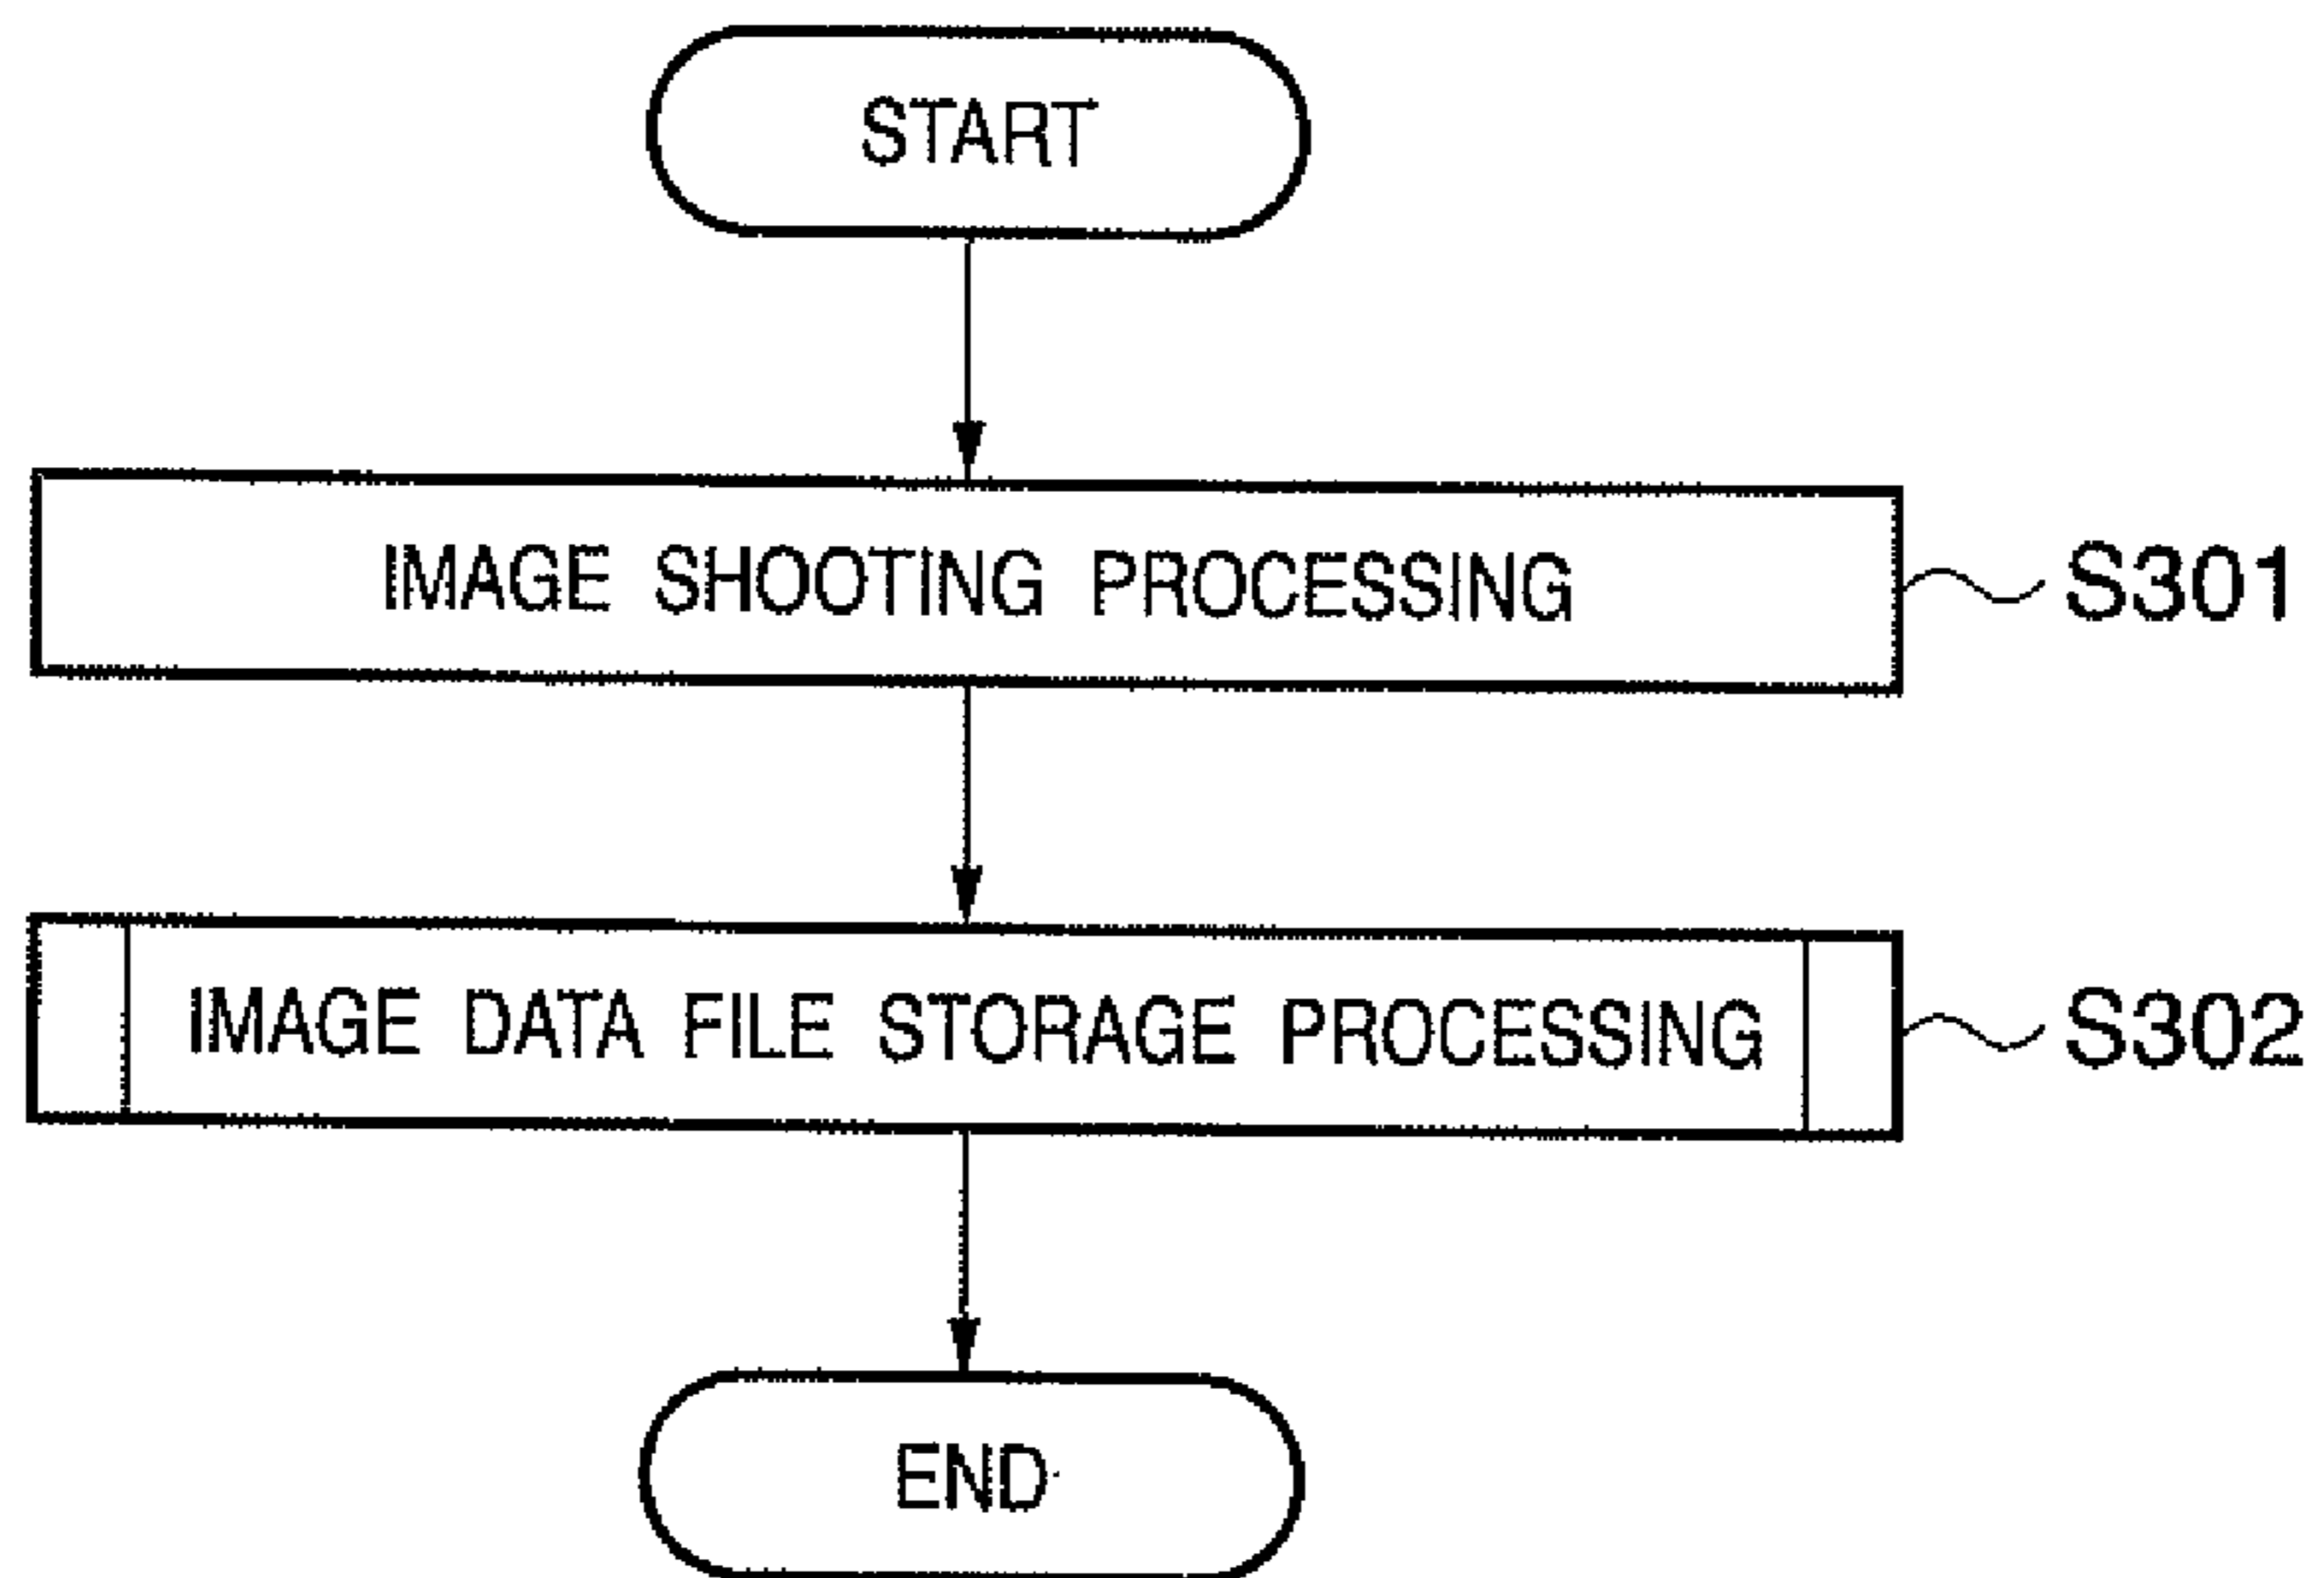 START
IMAGE SHOOTING PROCESSING
S301
IMAGE DATA FILE STORAGE PROCESSING
S302
END